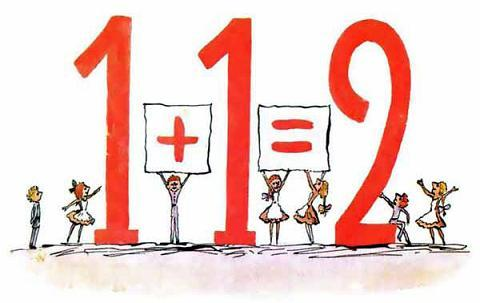 1 + 1 = 2